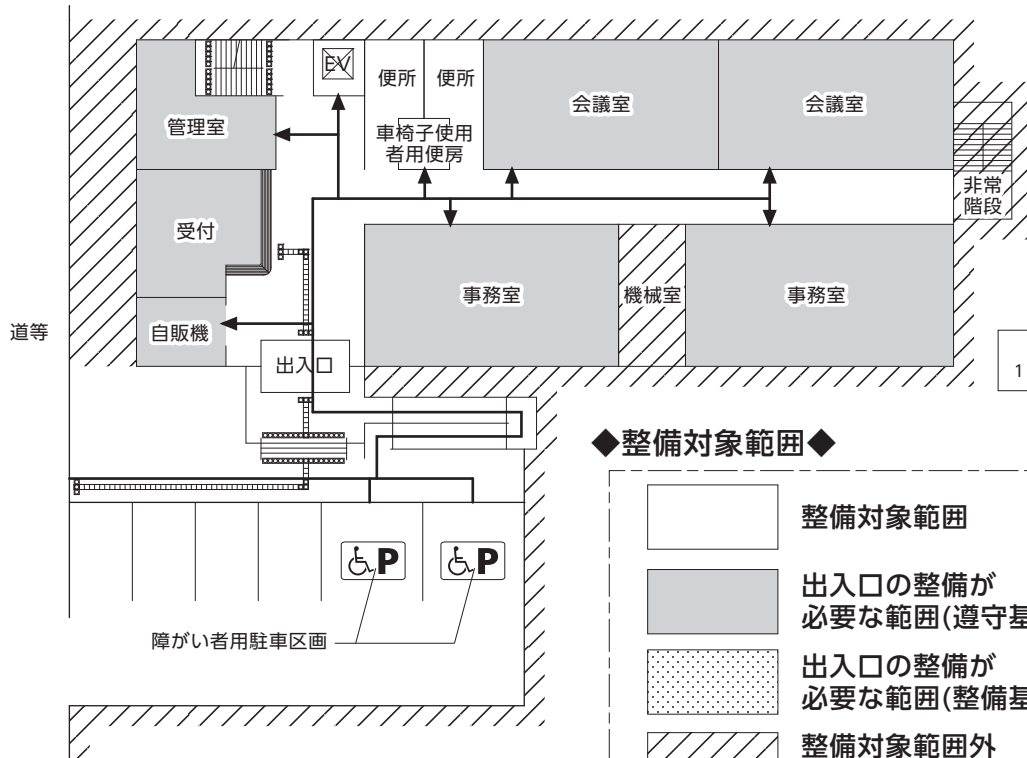 EV
便所
便所
会議室
会議室
管理室
車椅子使用
者用便房
非常
階段
受付
事務室
機械室
事務室
道等
自販機
出入口
1
◆整備対象範囲◆
整備対象範囲
出入口の整備が
必要な範囲(遵守基
P
P
出入口の整備が
必要な範囲(整備基
障がい者用駐車区画
整備対象範囲外